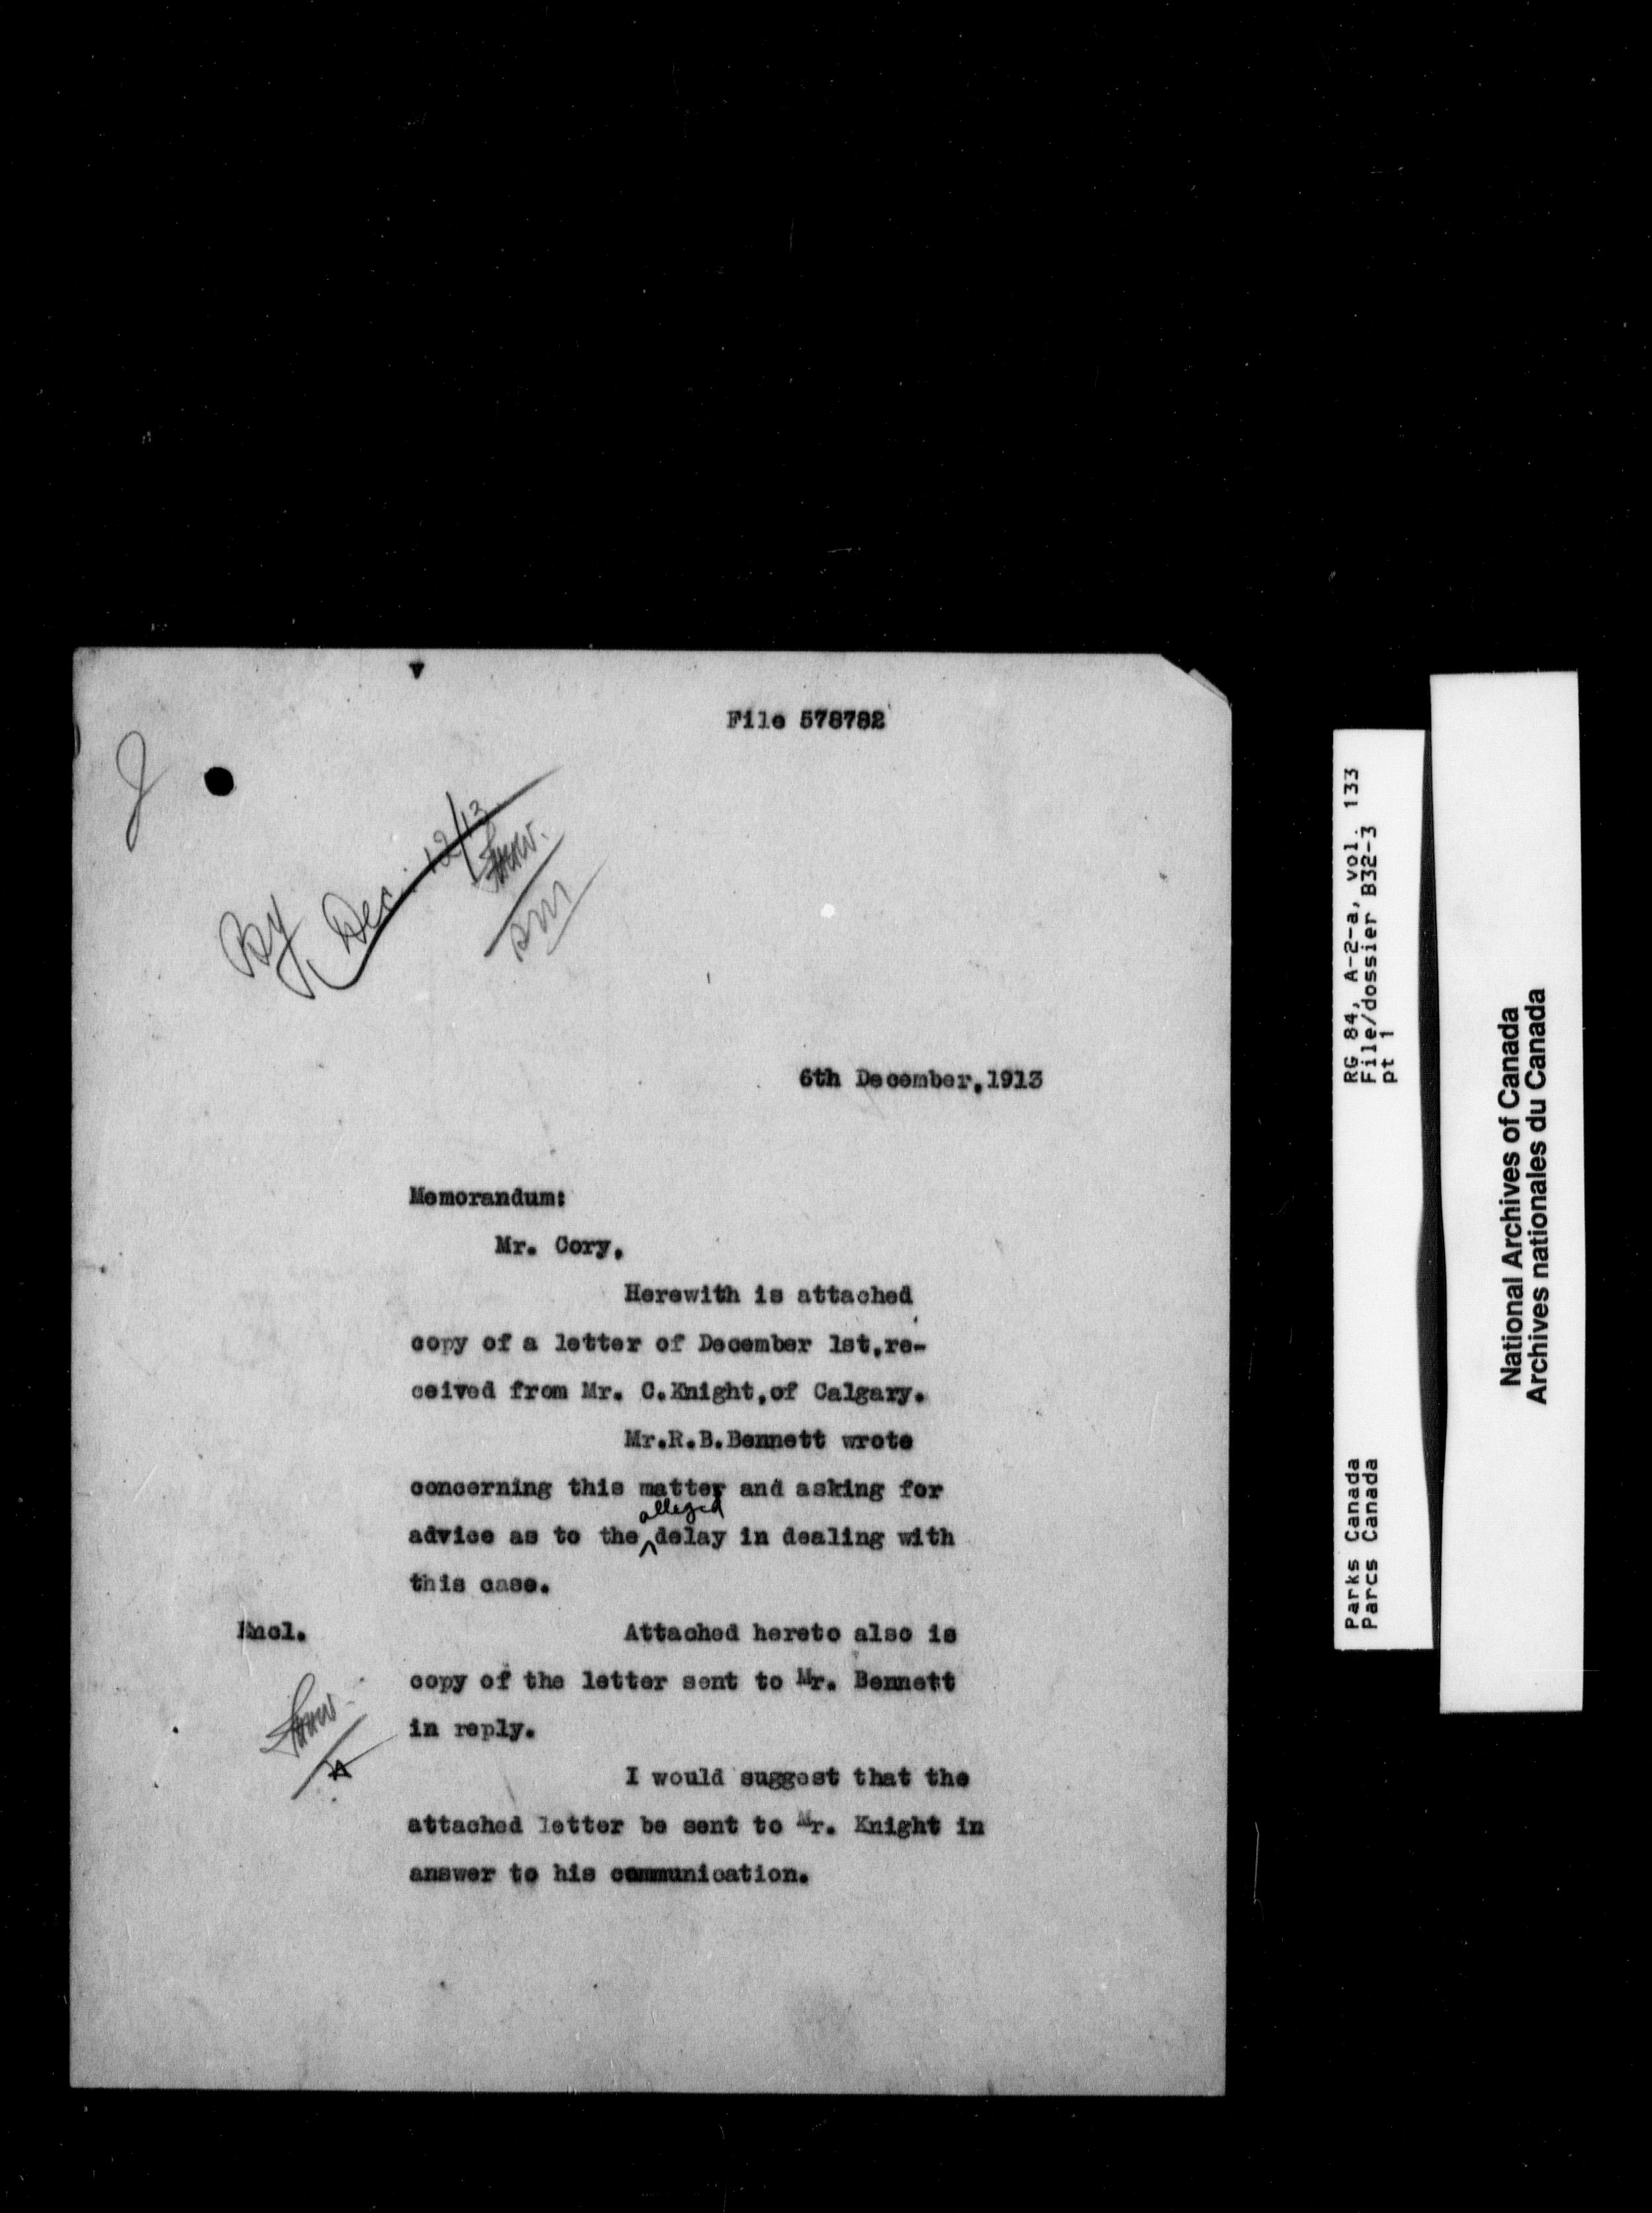 File 578782
By Dec. 12/13
6th December,1913
Memorandum:
Mr. Cory.
Herewith is attached
copy of a letter of December 1st,re-
ceived from Mr. C.Knight,of Calgary.
Mr.R.B.Bennett wrote
concerning this matter and asking for
alleged
advice as to the delay in dealing with
this case.
Encl.
Attached hereto also is
copy of the letter sent to Mr. Bennett
in reply.
I would suggest that the
attached letter be sent to Mr. Knight in
answer to his communication.
RG 84, A-2-a, vol. 133
File/dossier B32-3
pt 1
Parks Canada
Parcs Canada
National Archives of Canada
Archives nationales du Canada